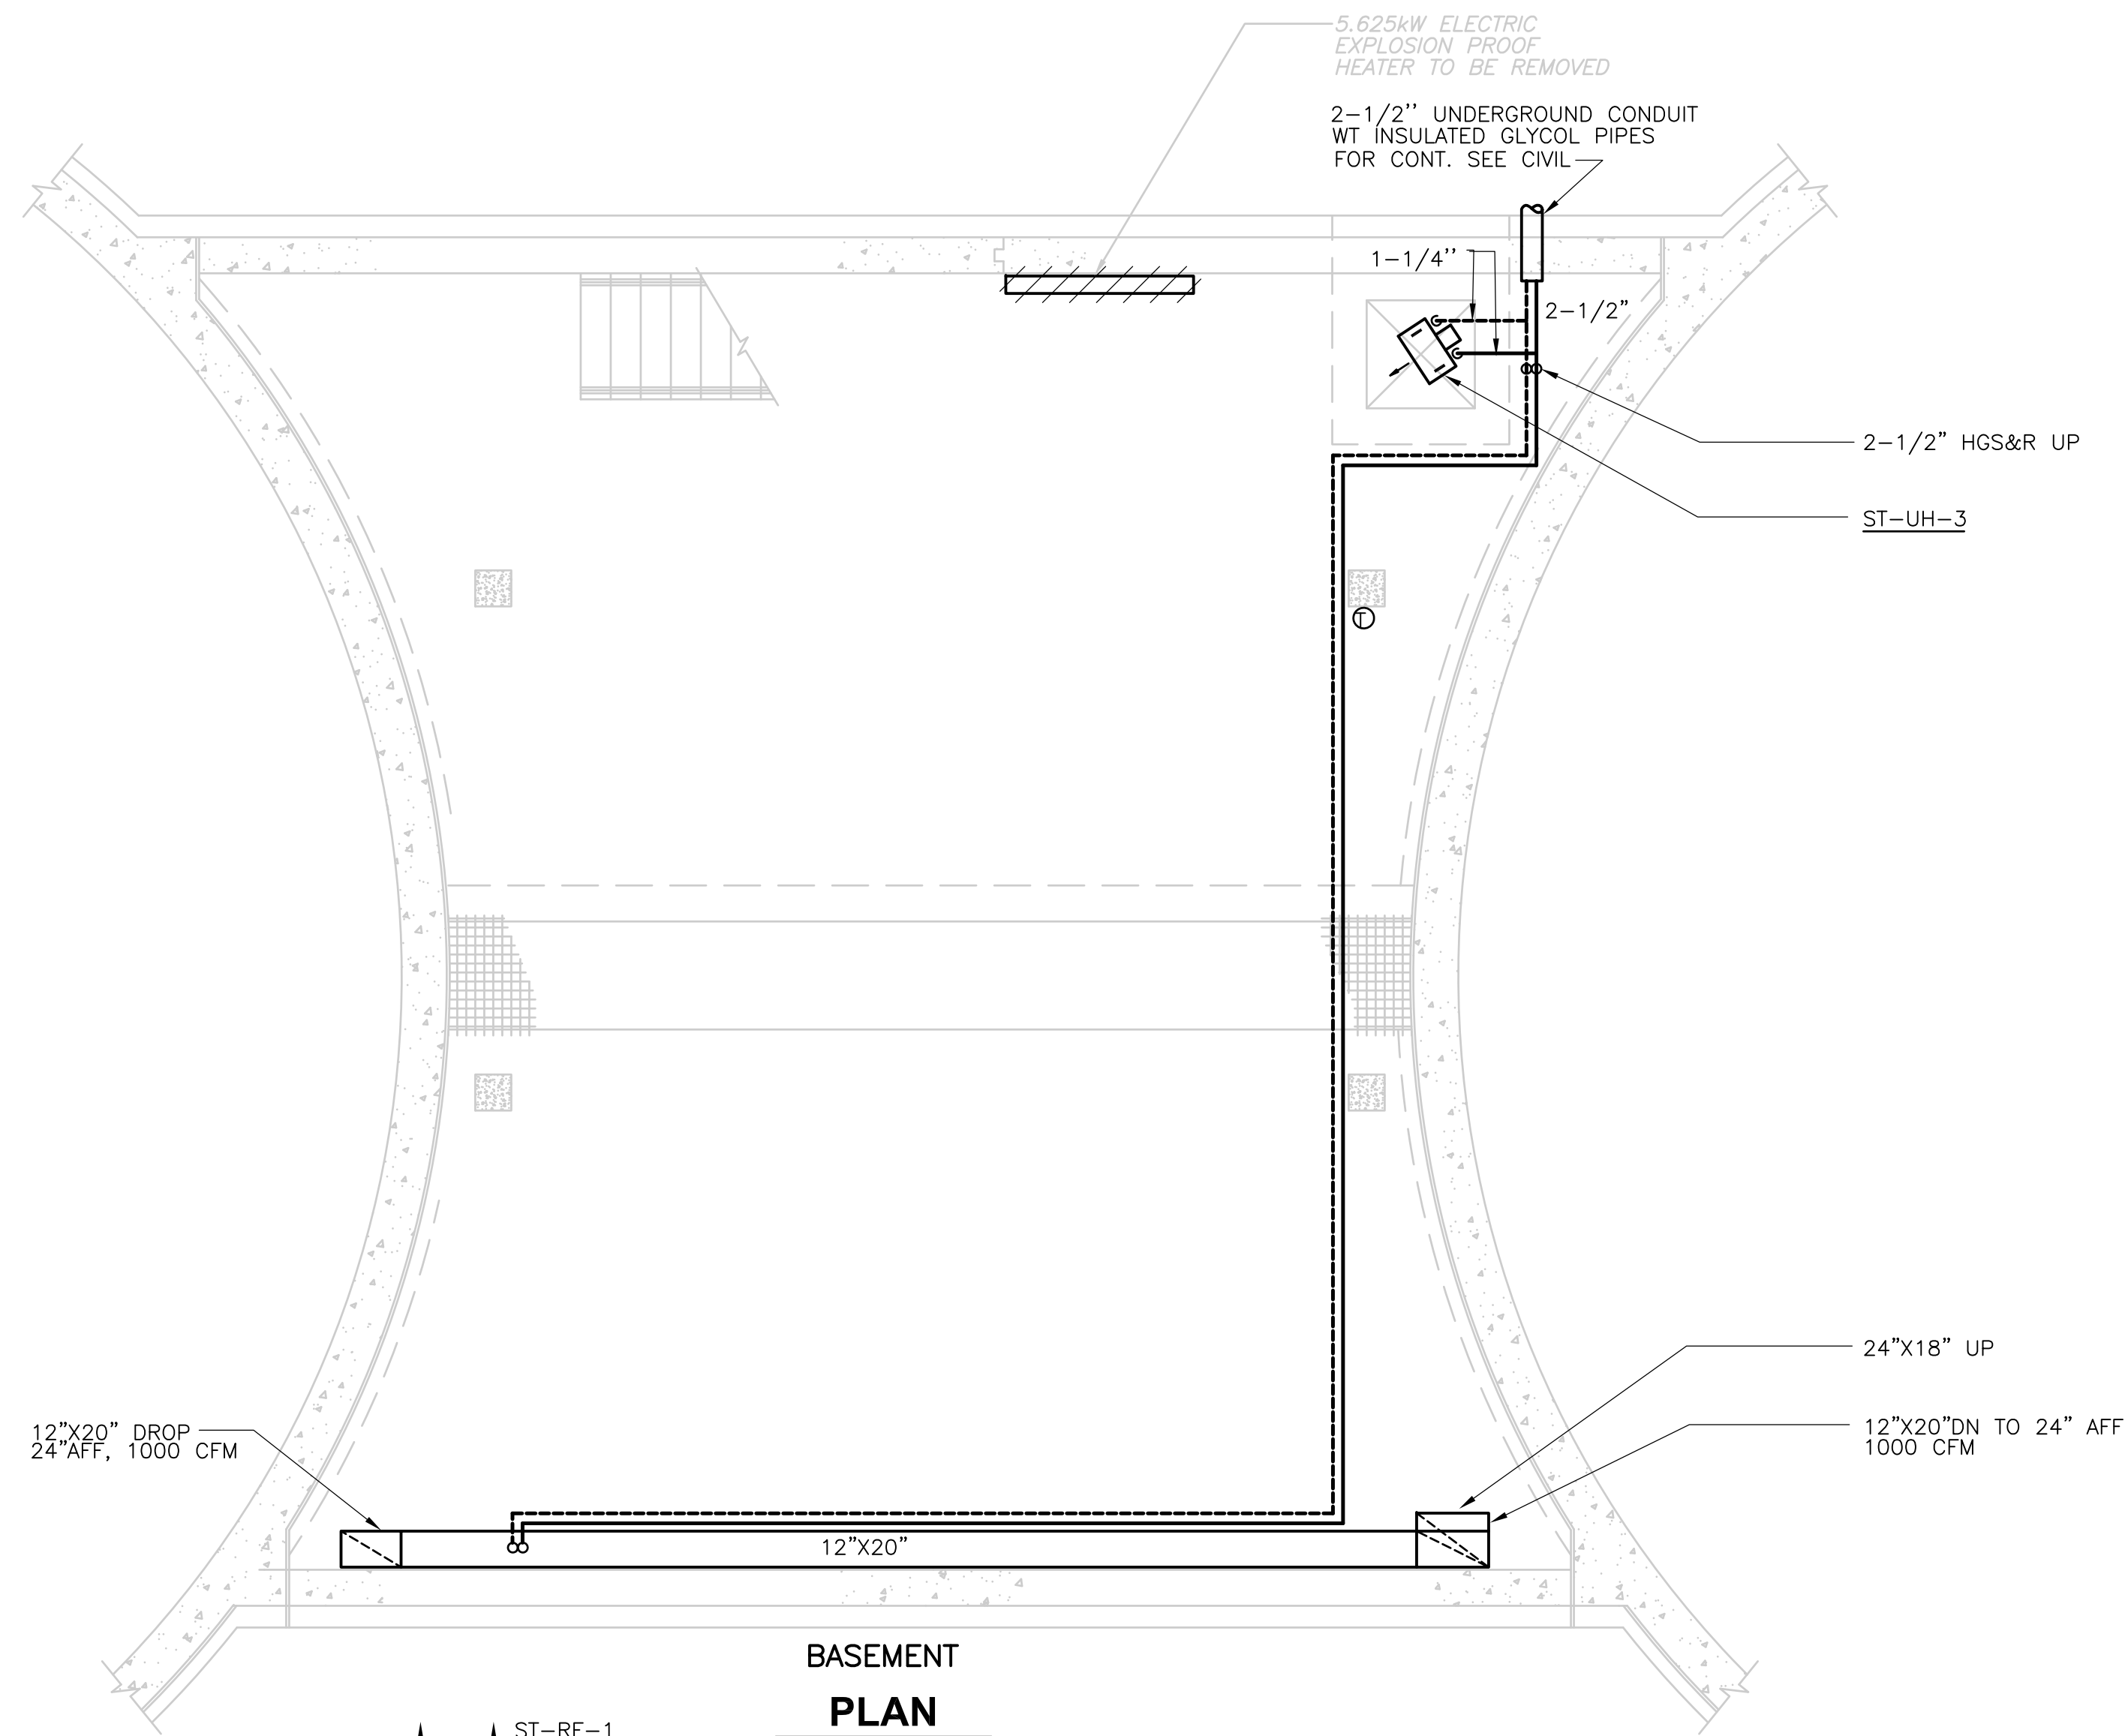 5.625kW ELECTRIC
EXPLOSION PROOF
HEATER TO BE REMOVED
2-1/2'' UNDERGROUND CONDUIT
WT INSULATED GLYCOL PIPES
FOR CONT. SEE CIVIL
1-1/4''
2-1/2"
2-1/2" HGS&R UP
ST-UH-3
T
24"X18" UP
12"X20"DN TO 24" AFF
1000 CFM
12"X20" DROP
24"AFF, 1000 CFM
12"X20"
BASEMENT
PLAN
ST-RF-1